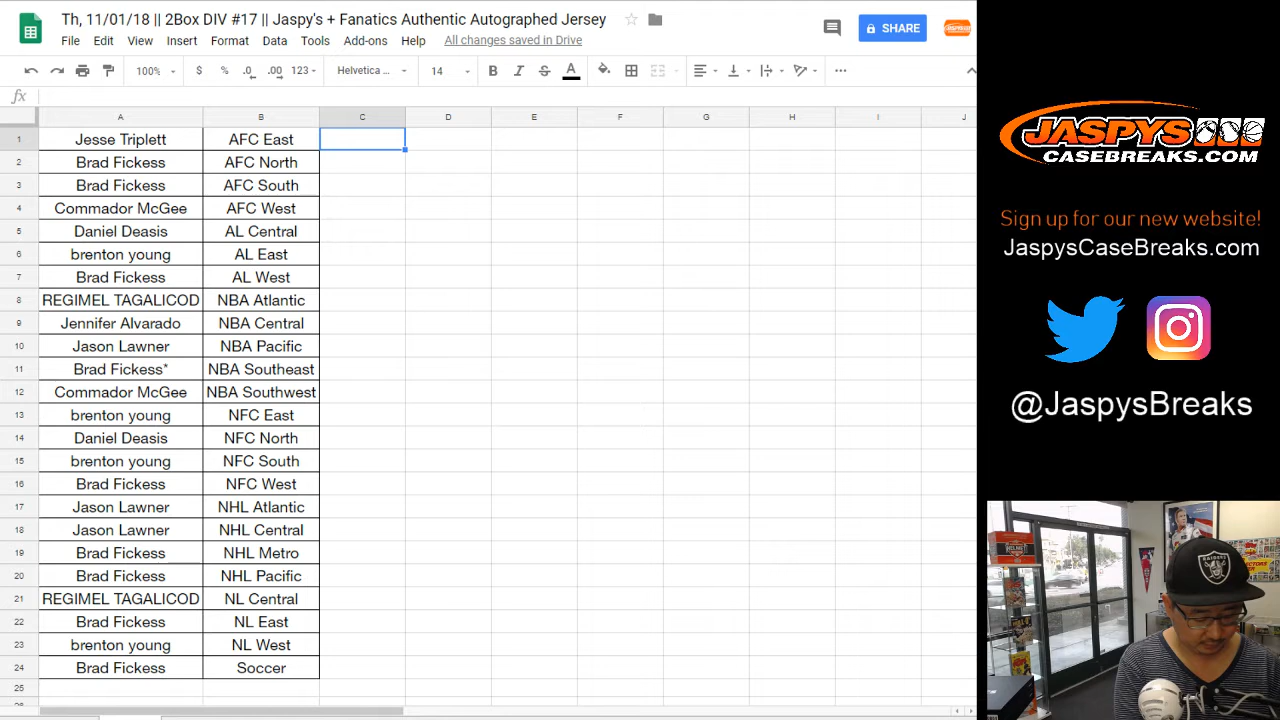 Th, 11/01/18 || 2Box DIV #17 || Jaspy's + Fanatics Authentic Autographed Jersey
SHARE
File Edit View Insert Format Data Tools Add-ons Help All changes saved in Drive
100% $ % .0 .00 123 Helvetica ... 14 B I S A ...
fx
A B C D E F G H I J
1 Jesse Triplett AFC East
2 Brad Fickess AFC North
3 Brad Fickess AFC South
4 Commador McGee AFC West
5 Daniel Deasis AL Central
6 brenton young AL East
7 Brad Fickess AL West
8 REGIMEL TAGALICOD NBA Atlantic
9 Jennifer Alvarado NBA Central
10 Jason Lawner NBA Pacific
11 Brad Fickess* NBA Southeast
12 Commador McGee NBA Southwest
13 brenton young NFC East
14 Daniel Deasis NFC North
15 brenton young NFC South
16 Brad Fickess NFC West
17 Jason Lawner NHL Atlantic
18 Jason Lawner NHL Central
19 Brad Fickess NHL Metro
20 Brad Fickess NHL Pacific
21 REGIMEL TAGALICOD NL Central
22 Brad Fickess NL East
23 brenton young NL West
24 Brad Fickess Soccer
25
JASPYS
CASEBREAKS.COM
Sign up for our new website!
JaspysCaseBreaks.com
@JaspysBreaks
RAIDERS